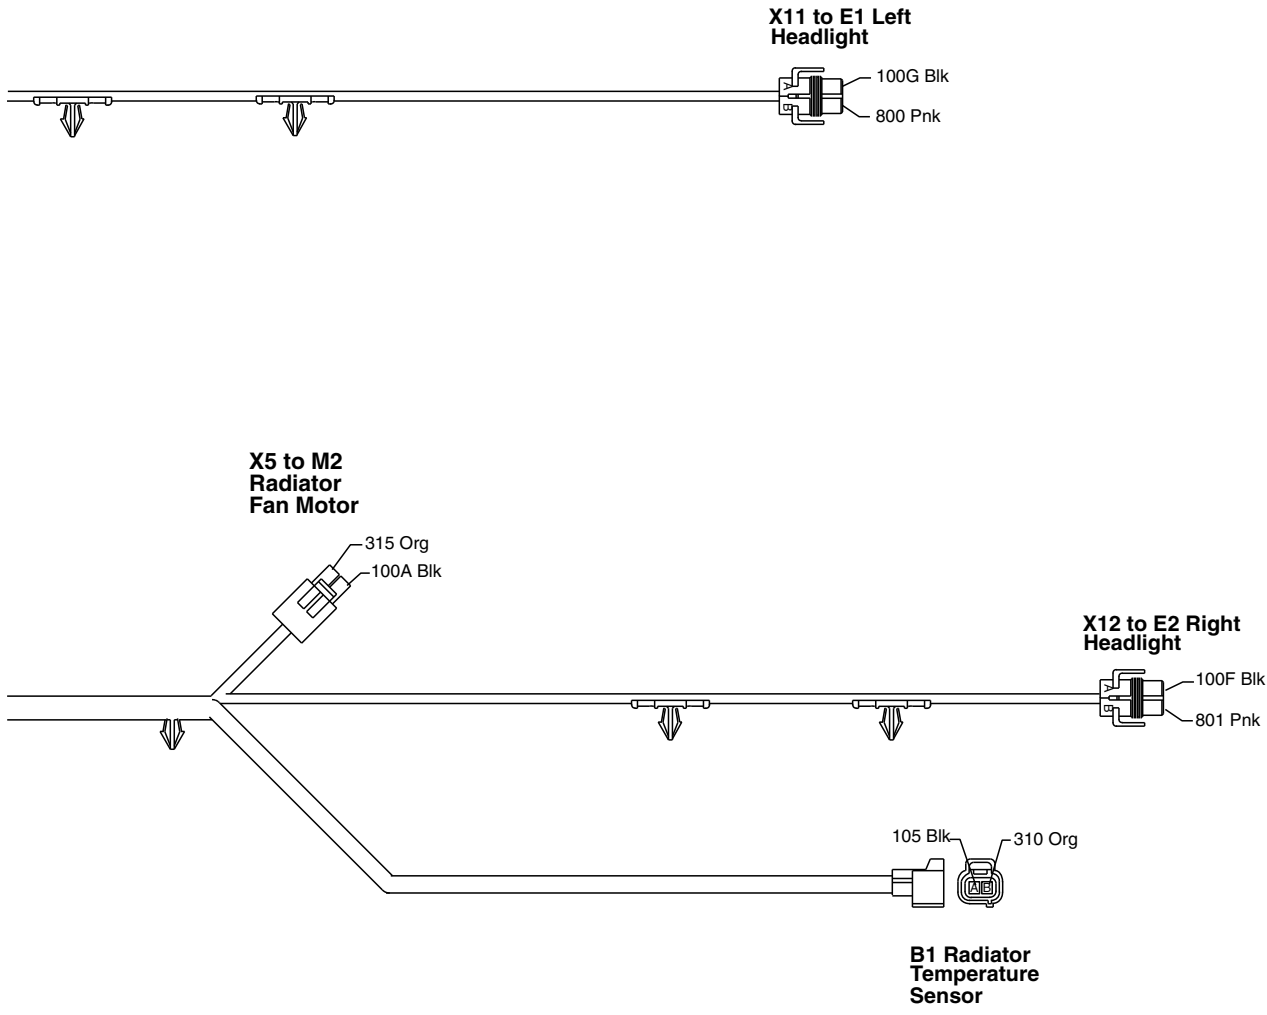 X11 to E1 Left
Headlight
100G Blk
A
B
800 Pnk
X5 to M2
Radiator
Fan Motor
315 Org
100A Blk
X12 to E2 Right
Headlight
100F Blk
A
B
801 Pnk
105 Blk
310 Org
A B
B1 Radiator
Temperature
Sensor